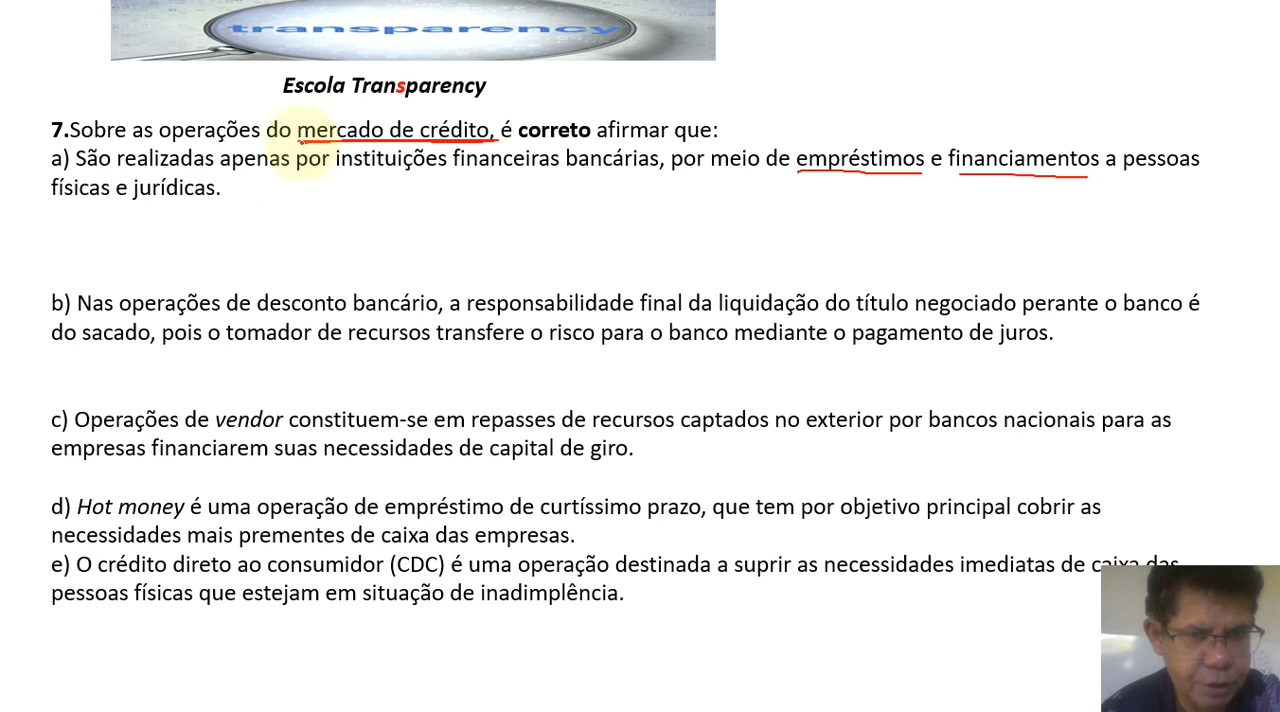 transparency
Escola Transparency
7.Sobre as operações do mercado de crédito, é correto afirmar que:
a) São realizadas apenas por instituições financeiras bancárias, por meio de empréstimos e financiamentos a pessoas
físicas e jurídicas.
b) Nas operações de desconto bancário, a responsabilidade final da liquidação do título negociado perante o banco é
do sacado, pois o tomador de recursos transfere o risco para o banco mediante o pagamento de juros.
c) Operações de vendor constituem-se em repasses de recursos captados no exterior por bancos nacionais para as
empresas financiarem suas necessidades de capital de giro.
d) Hot money é uma operação de empréstimo de curtíssimo prazo, que tem por objetivo principal cobrir as
necessidades mais prementes de caixa das empresas.
e) O crédito direto ao consumidor (CDC) é uma operação destinada a suprir as necessidades imediatas de caixa das
pessoas físicas que estejam em situação de inadimplência.